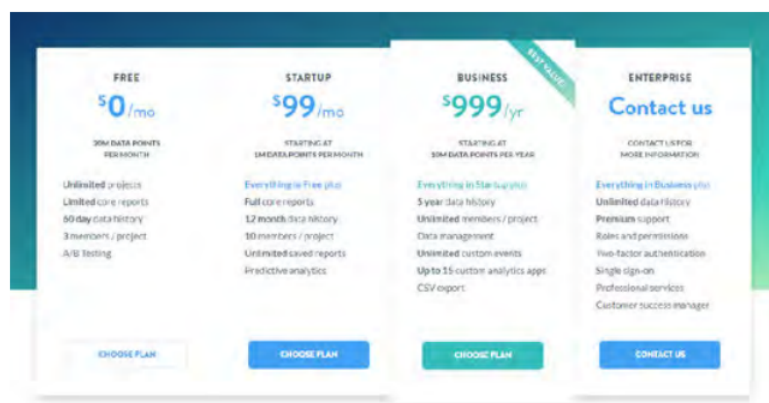 FREE
$0/mo
DATA POINTS
PER MONTH
Unlimited projects
Limited core reports
60 day data history
3 members / project
A/B Testing
CHOOSE PLAN
STARTUP
$99/mo
STARTING AT
1M DATA POINTS PER MONTH
Everything in Free plus
Full core reports
12 month data history
10 members / project
Unlimited saved reports
Predictive analytics
CHOOSE PLAN
BEST VALUE!
BUSINESS
$999/yr
STARTING AT
DATA POINTS PER YEAR
Everything in Startup plus
5 year data history
Unlimited members / project
Data management
Unlimited custom events
Up to 15 custom analytics apps
CSV export
CHOOSE PLAN
ENTERPRISE
Contact us
CONTACT US FOR
MORE INFORMATION
Everything in Business plus
Unlimited data history
Premium support
Roles and permissions
Two-factor authentication
Single sign-on
Professional services
Customer success manager
CONTACT US